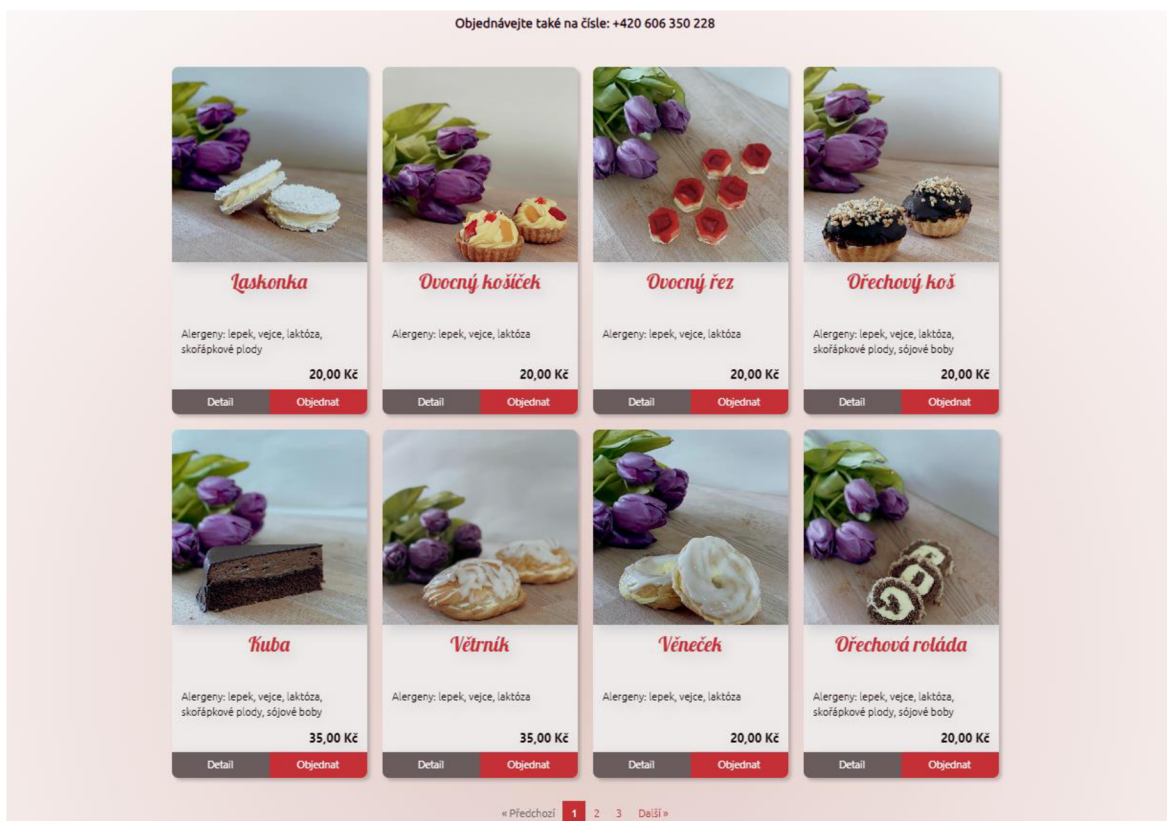 Objednávejte také na čísle: +420 606 350 228
Laskonka
Alergeny: lepek, vejce, laktóza,
skořápkové plody
20,00 Kč
Detail
Objednat
Ovocný košíček
Alergeny: lepek, vejce, laktóza
20,00 Kč
Detail
Objednat
Ovocný řez
Alergeny: lepek, vejce, laktóza
20,00 Kč
Detail
Objednat
Ořechový koš
Alergeny: lepek, vejce, laktóza,
skořápkové plody, sójové boby
20,00 Kč
Detail
Objednat
Kuba
Alergeny: lepek, vejce, laktóza,
skořápkové plody, sójové boby
35,00 Kč
Detail
Objednat
Větrník
Alergeny: lepek, vejce, laktóza
35,00 Kč
Detail
Objednat
Věneček
Alergeny: lepek, vejce, laktóza
20,00 Kč
Detail
Objednat
Ořechová roláda
Alergeny: lepek, vejce, laktóza,
skořápkové plody, sójové boby
20,00 Kč
Detail
Objednat
« Předchozí 1 2 3 Další »